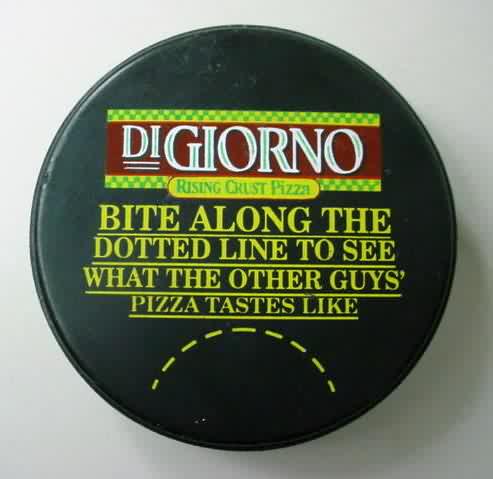 DIGIORNO
RISING CRUST PIZZA
BITE ALONG THE
DOTTED LINE TO SEE
WHAT THE OTHER GUYS'
PIZZA TASTES LIKE